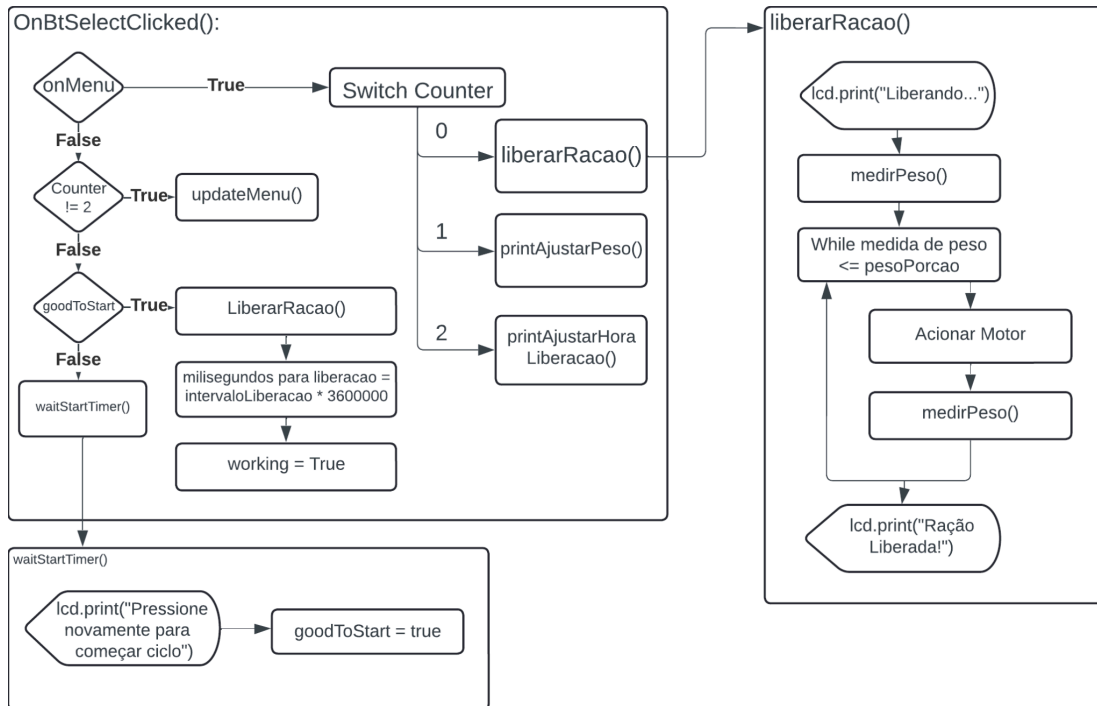 OnBtSelectClicked():
onMenu
True
Switch Counter
0
liberarRacao()
1
printAjustarPeso()
2
printAjustarHora
Liberacao()
False
Counter
!= 2
True
updateMenu()
False
goodToStart
True
LiberarRacao()
milisegundos para liberacao =
intervaloLiberacao * 3600000
working = True
False
waitStartTimer()
waitStartTimer()
lcd.print("Pressione
novamente para
começar ciclo")
goodToStart = true
liberarRacao()
lcd.print("Liberando...")
medirPeso()
While medida de peso
<= pesoPorcao
Acionar Motor
medirPeso()
lcd.print("Ração
Liberada!")